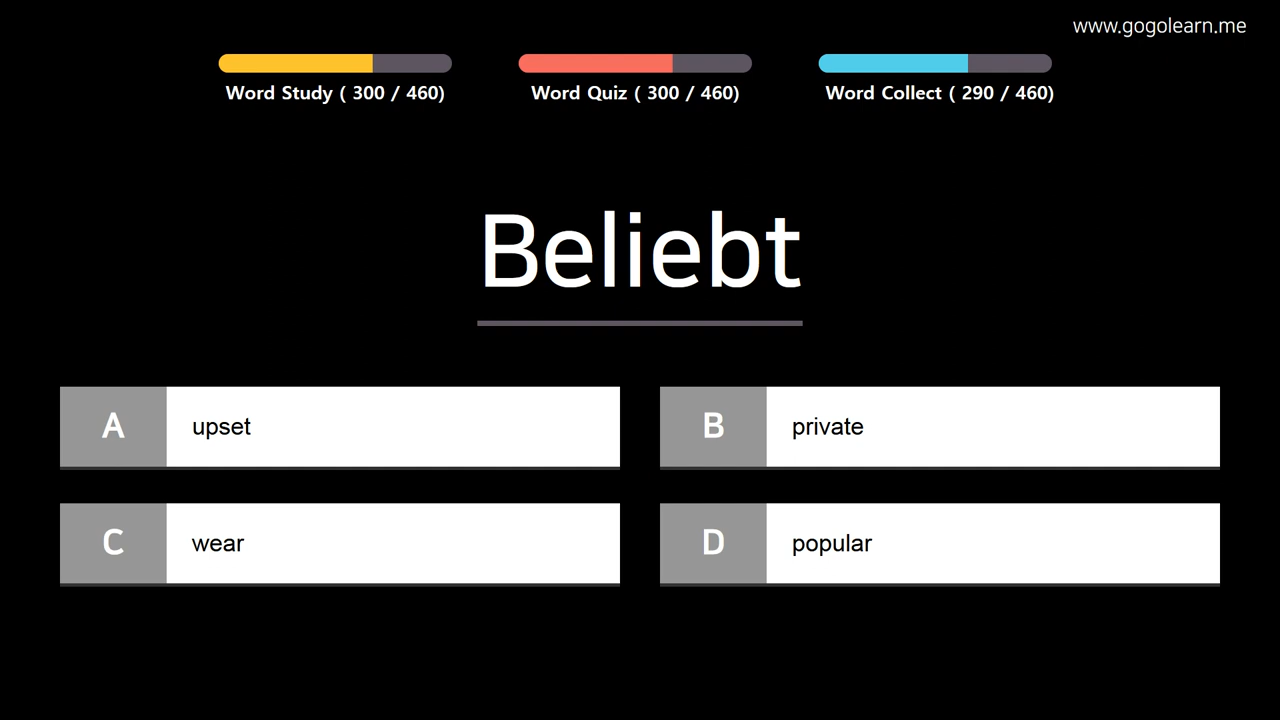 www.gogolearn.me
Word Study ( 300 / 460)
Word Quiz ( 300 / 460)
Word Collect ( 290 / 460)
Beliebt
A upset
B private
C wear
D popular